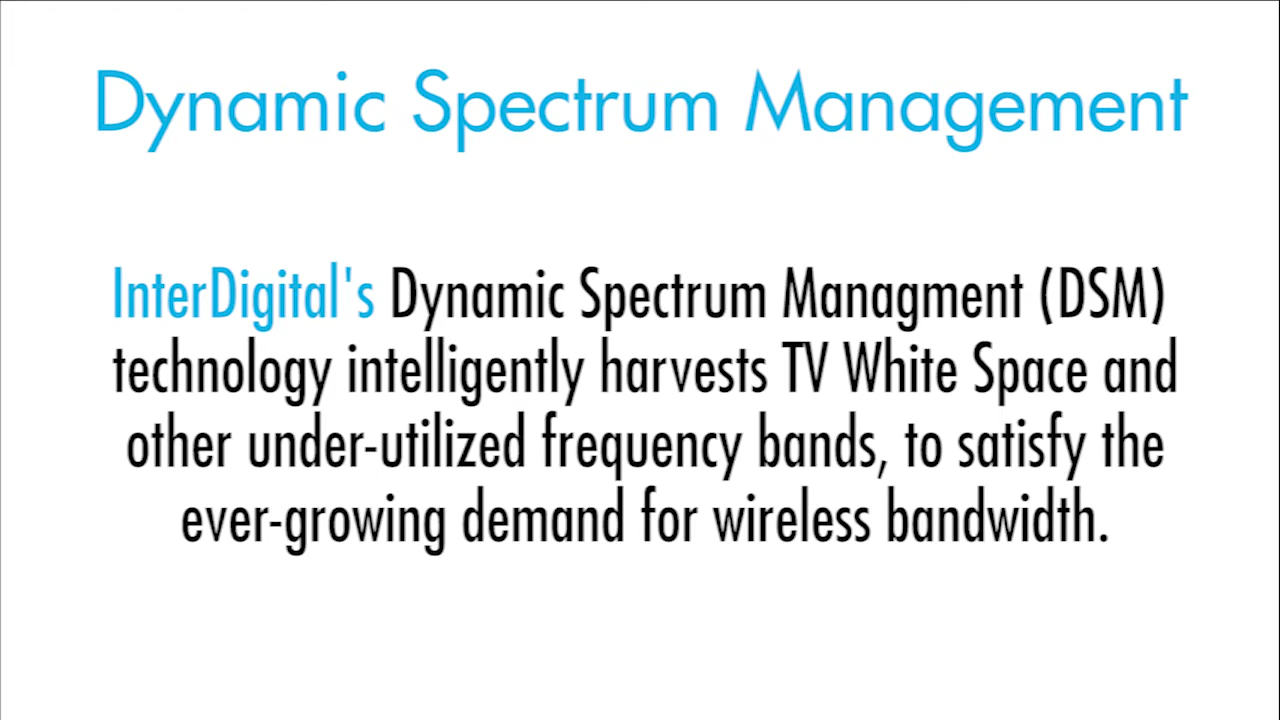 Dynamic Spectrum Management
InterDigital's Dynamic Spectrum Managment (DSM)
technology intelligently harvests TV White Space and
other under-utilized frequency bands, to satisfy the
ever-growing demand for wireless bandwidth.